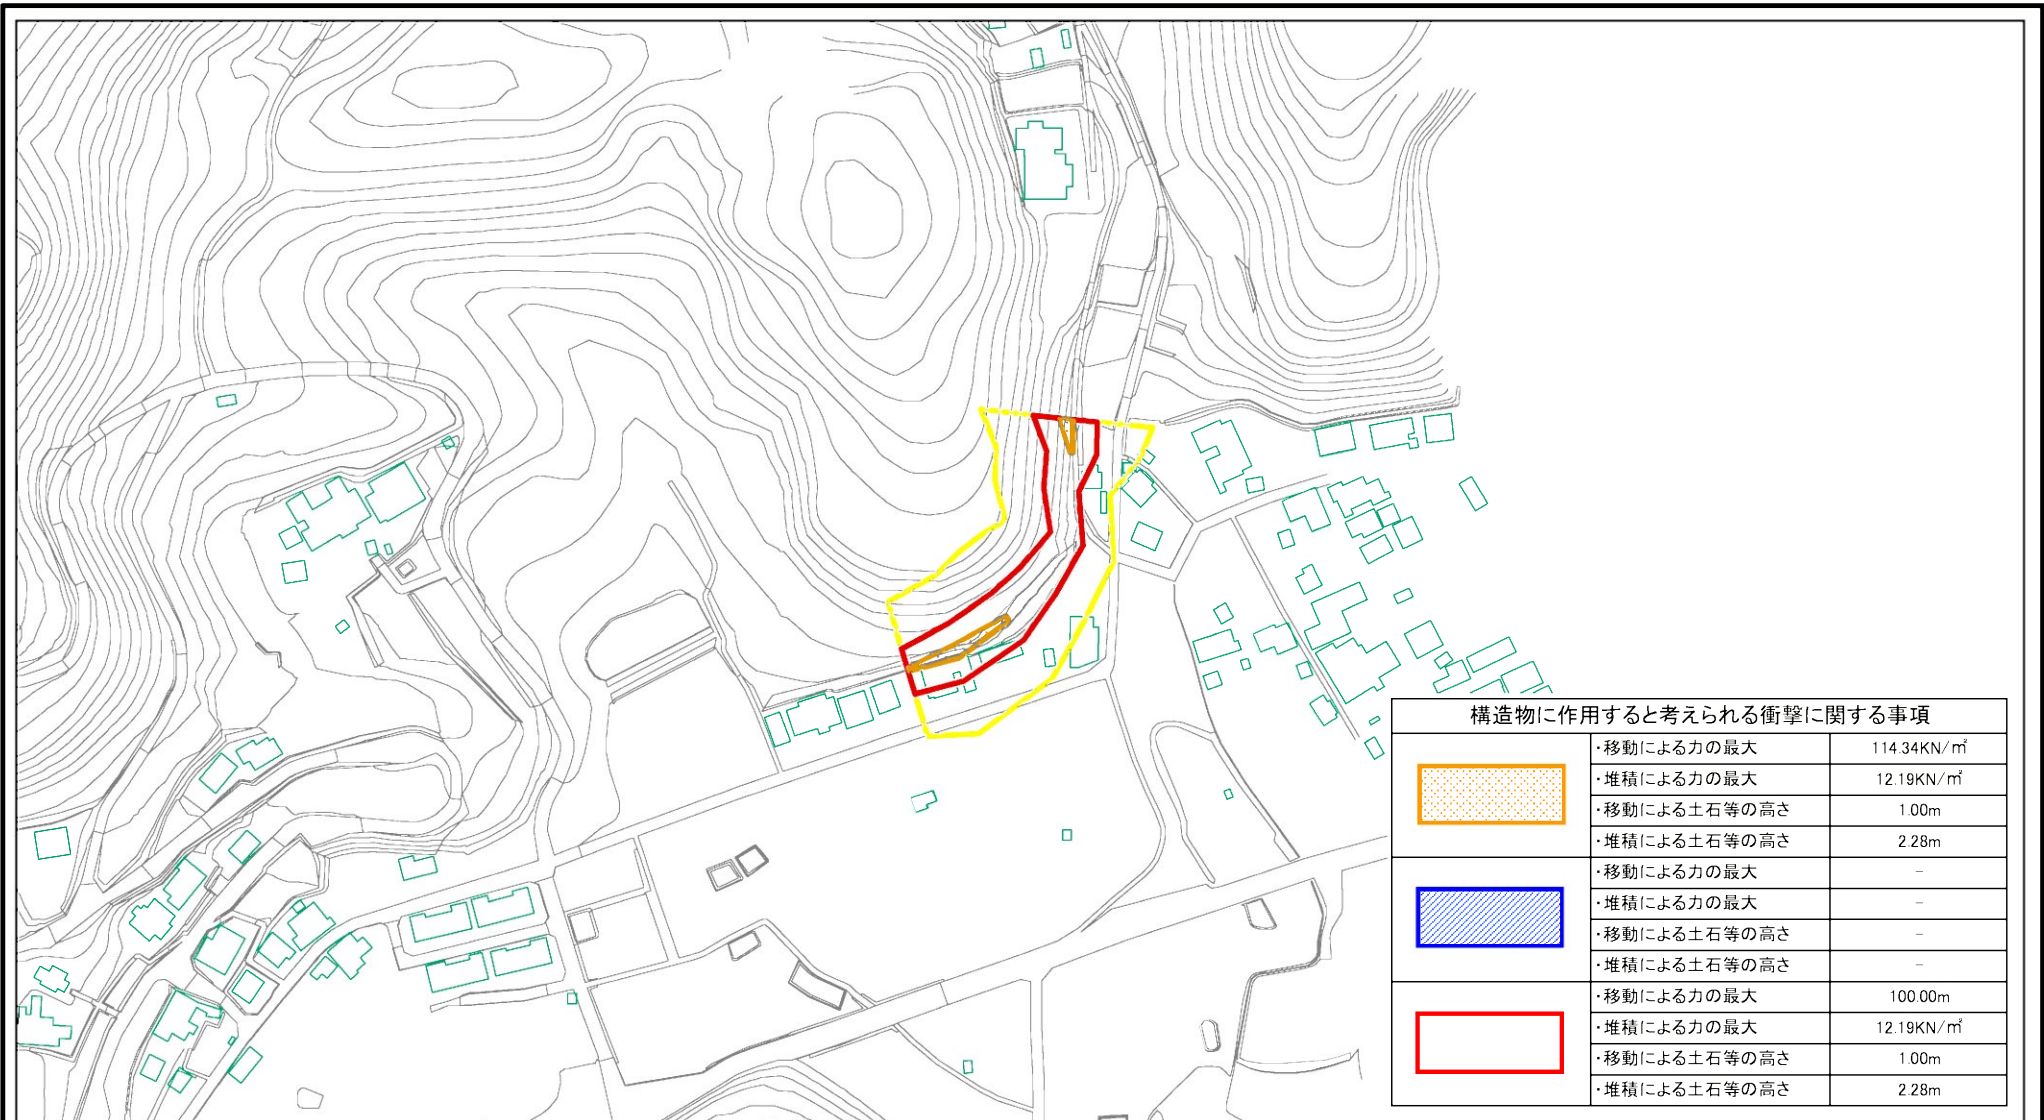 構造物に作用すると考えられる衝撃に関する事項
・移動による力の最大 114.34KN/㎡
・堆積による力の最大 12.19KN/㎡
・移動による土石等の高さ 1.00m
・堆積による土石等の高さ 2.28m
・移動による力の最大 −
・堆積による力の最大 −
・移動による土石等の高さ −
・堆積による土石等の高さ −
・移動による力の最大 100.00m
・堆積による力の最大 12.19KN/㎡
・移動による土石等の高さ 1.00m
・堆積による土石等の高さ 2.28m